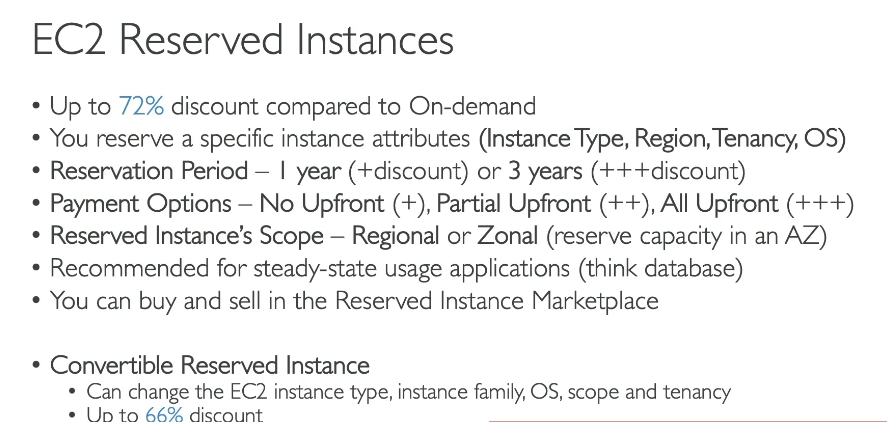 EC2 Reserved Instances
• Up to 72% discount compared to On-demand
• You reserve a specific instance attributes (Instance Type, Region, Tenancy, OS)
• Reservation Period – 1 year (+discount) or 3 years (+++discount)
• Payment Options – No Upfront (+), Partial Upfront (++), All Upfront (+++)
• Reserved Instance's Scope – Regional or Zonal (reserve capacity in an AZ)
• Recommended for steady-state usage applications (think database)
• You can buy and sell in the Reserved Instance Marketplace
• Convertible Reserved Instance
• Can change the EC2 instance type, instance family, OS, scope and tenancy
• Up to 66% discount